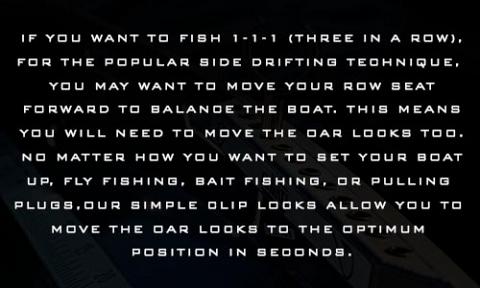 IF YOU WANT TO FISH 1-1-1 (THREE IN A ROW),
FOR THE POPULAR SIDE DRIFTING TECHNIQUE,
YOU MAY WANT TO MOVE YOUR ROW SEAT
FORWARD TO BALANCE THE BOAT. THIS MEANS
YOU WILL NEED TO MOVE THE OAR LOCKS TOO.
NO MATTER HOW YOU WANT TO SET YOUR BOAT
UP, FLY FISHING, BAIT FISHING, OR PULLING
PLUGS,OUR SIMPLE CLIP LOCKS ALLOW YOU TO
MOVE THE OAR LOCKS TO THE OPTIMUM
POSITION IN SECONDS.